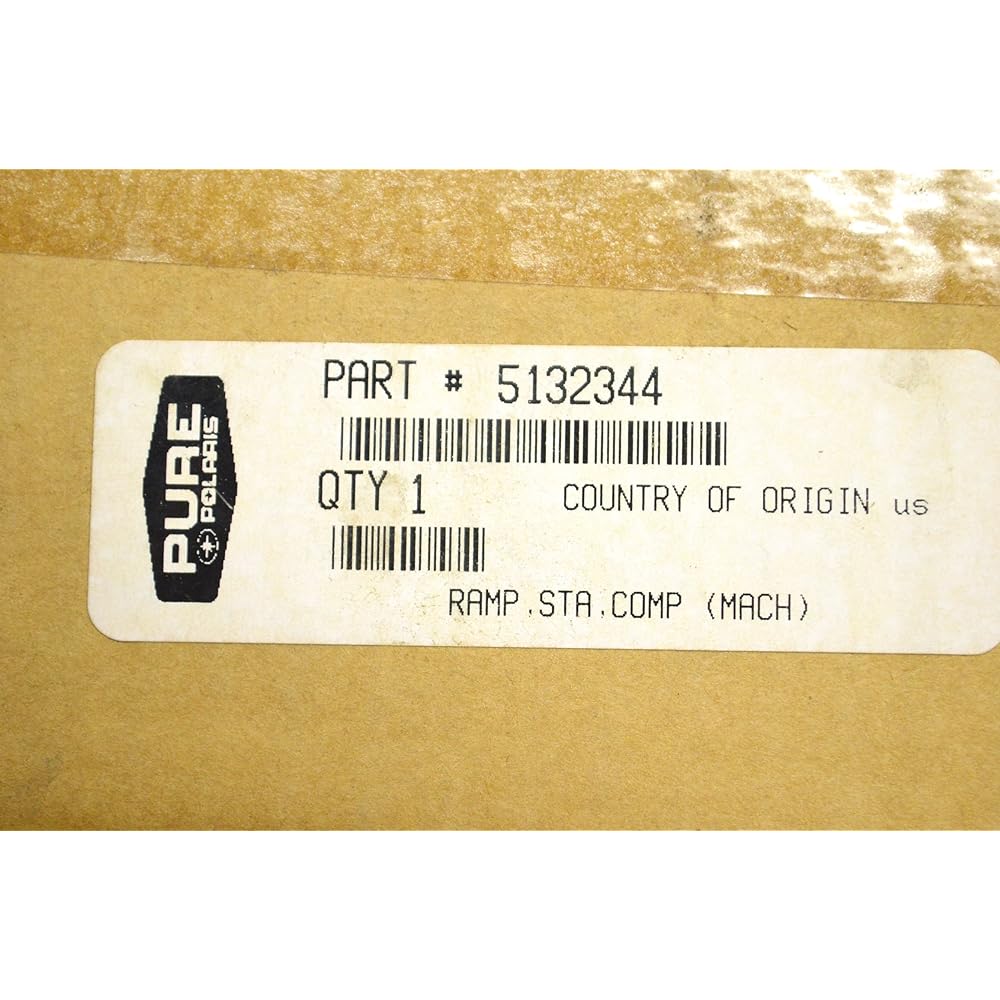 PURE
POLARIS
PART # 5132344
QTY 1
COUNTRY OF ORIGIN us
RAMP,STA,COMP (MACH)